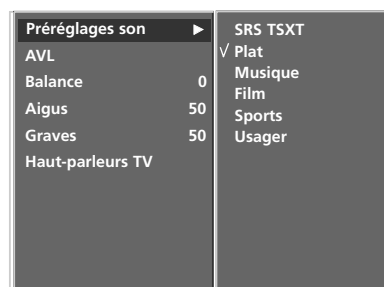 Préréglages son ►
AVL
Balance 0
Aigus 50
Graves 50
Haut-parleurs TV
SRS TSXT
√ Plat
Musique
Film
Sports
Usager